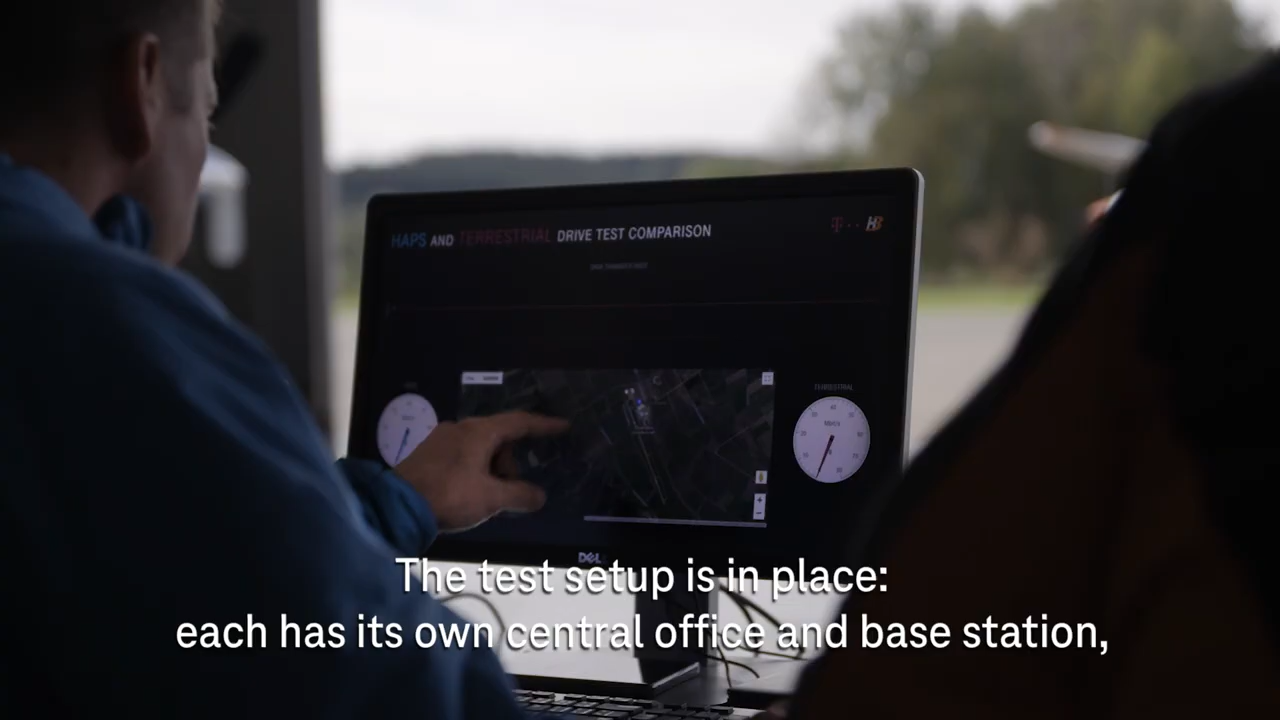 HAPS AND TERRESTRIAL DRIVE TEST COMPARISON
TERRESTRIAL
DELL
The test setup is in place:
each has its own central office and base station,